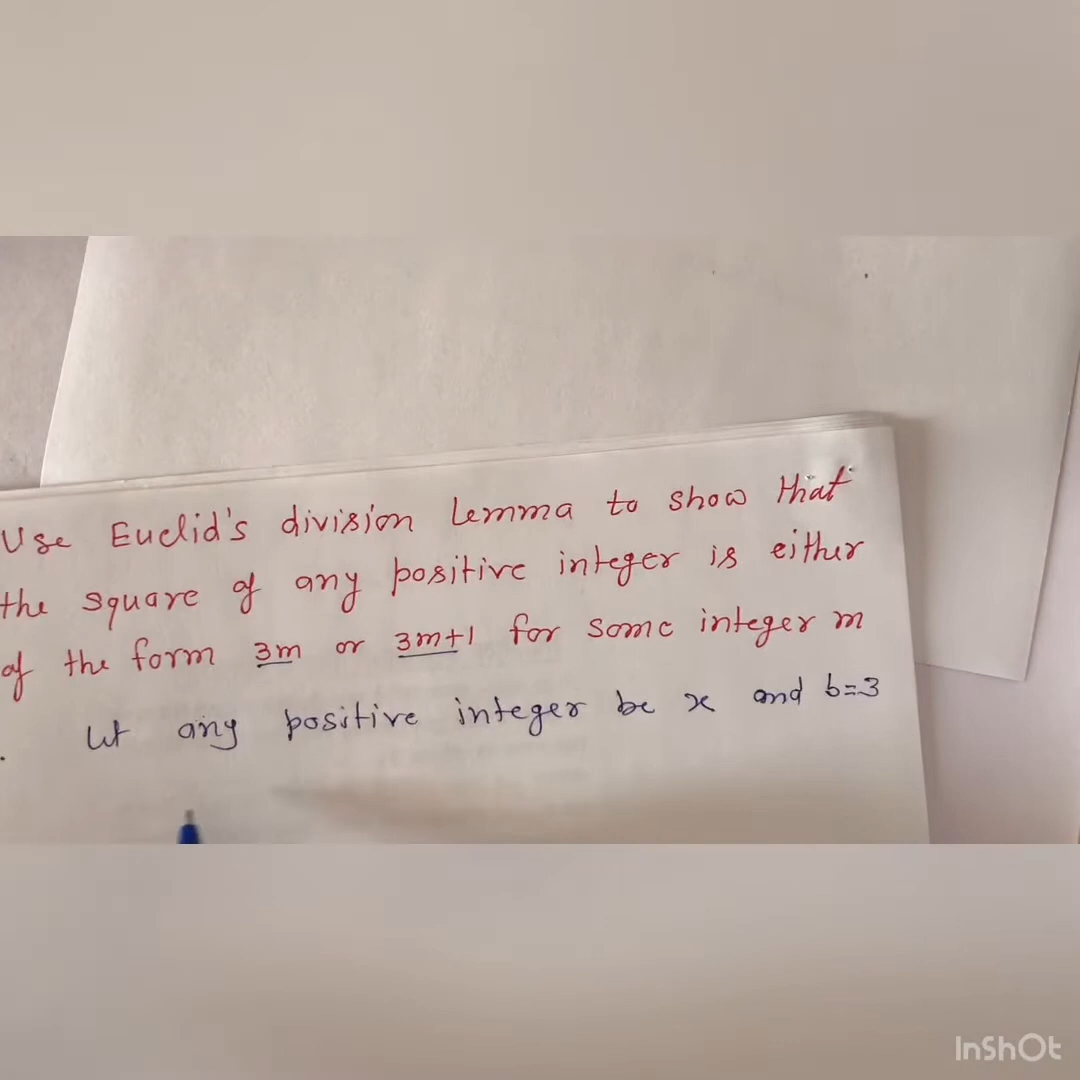 Use Euclid's division lemma to show that
the square of any positive integer is either
of the form 3m or 3m+1 for some integer m
Let any positive integer be x and b=3
InShOt